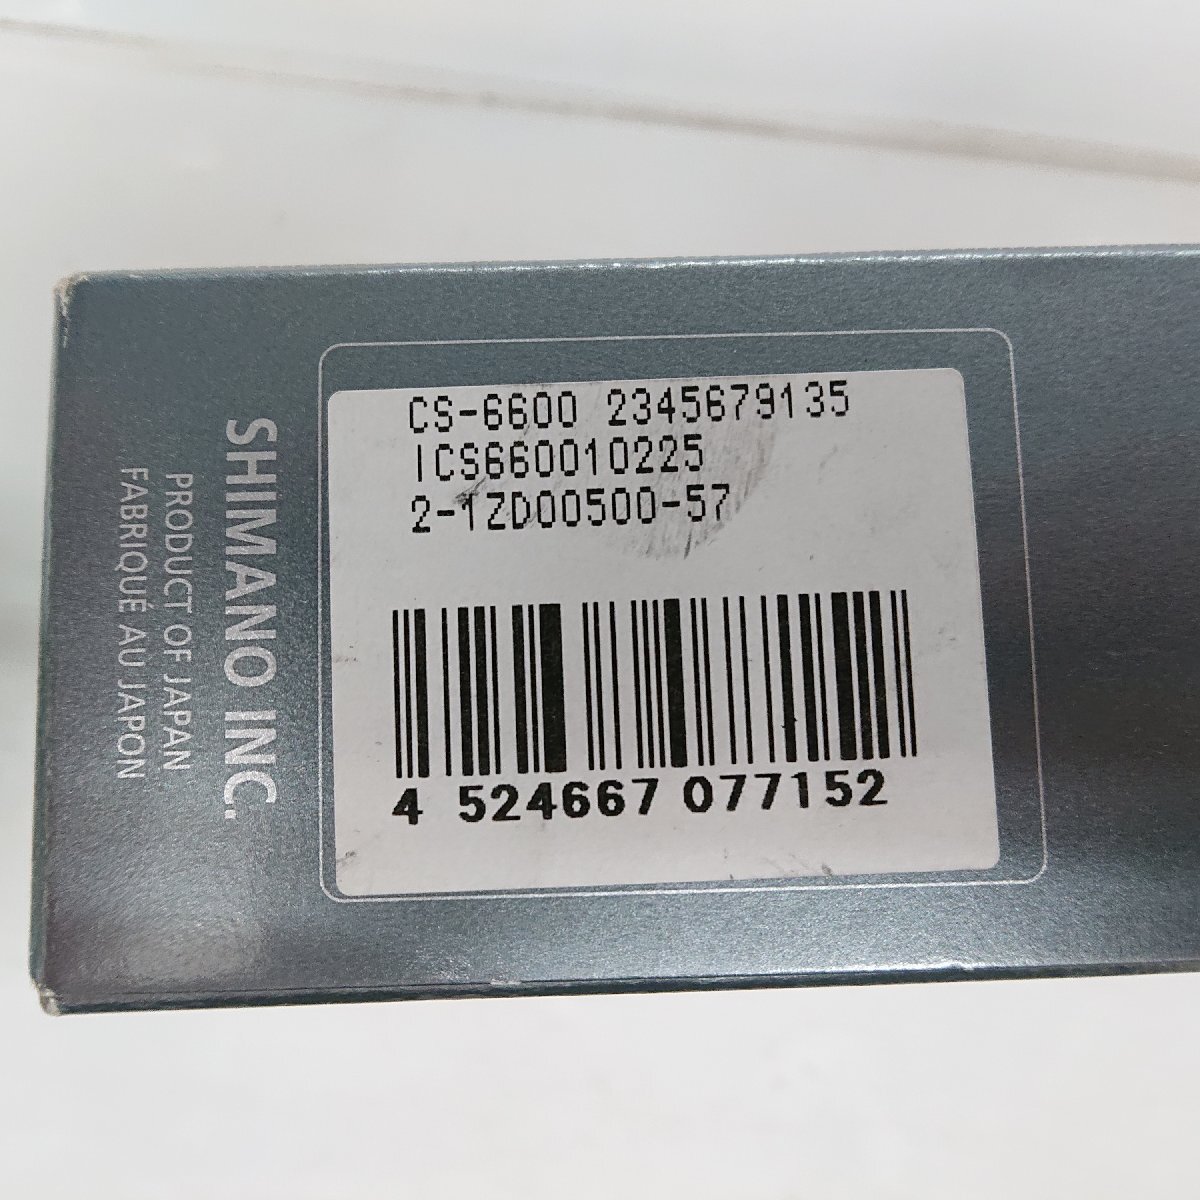 CS-6600 2345679135
ICS660010225
2-1ZD00500-57
4 524667 077152
SHIMANO INC.
PRODUCT OF JAPAN
FABRIQUÉ AU JAPON